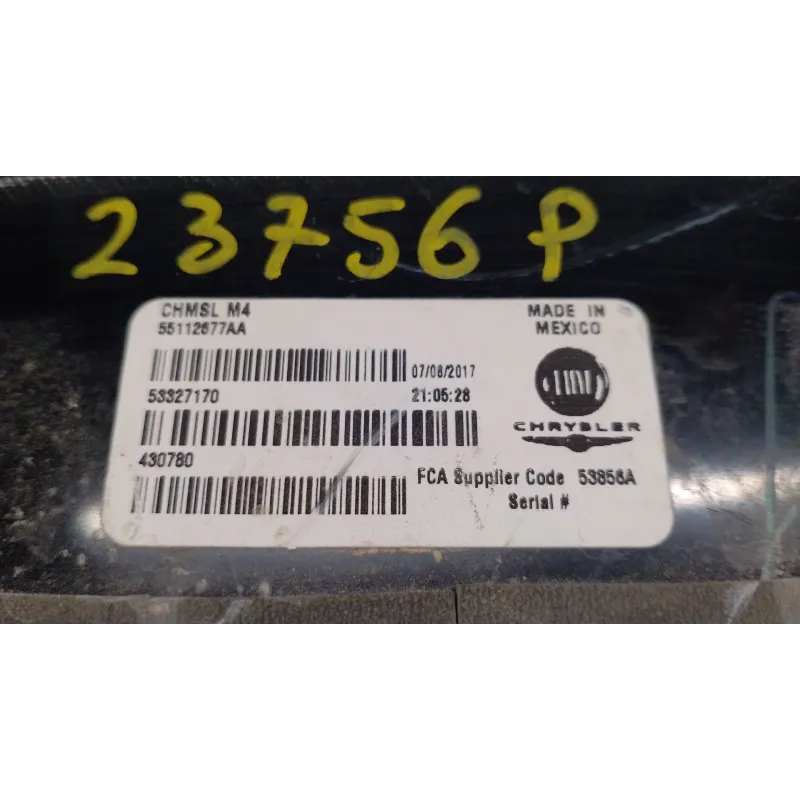 23756P
CHMSL M4
55112677AA
MADE IN
MEXICO
07/08/2017
53327170
21:05:28
CHRYSLER
430780
FCA Supplier Code 53858A
Serial #